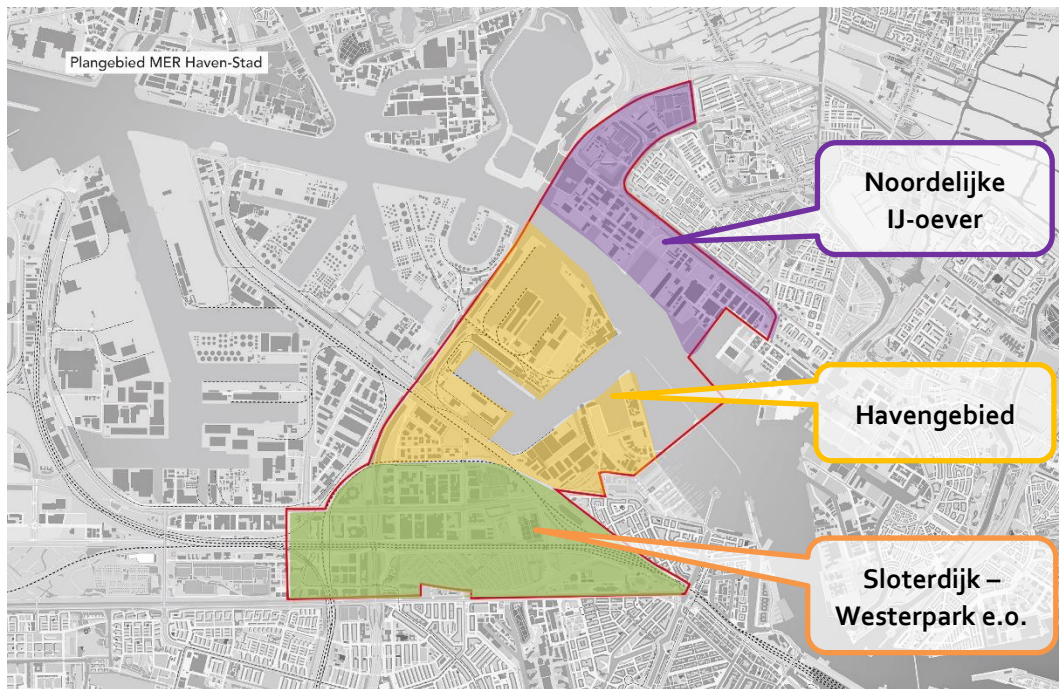 Plangebied MER Haven-Stad
Noordelijke
IJ-oever
Havengebied
Sloterdijk –
Westerpark e.o.